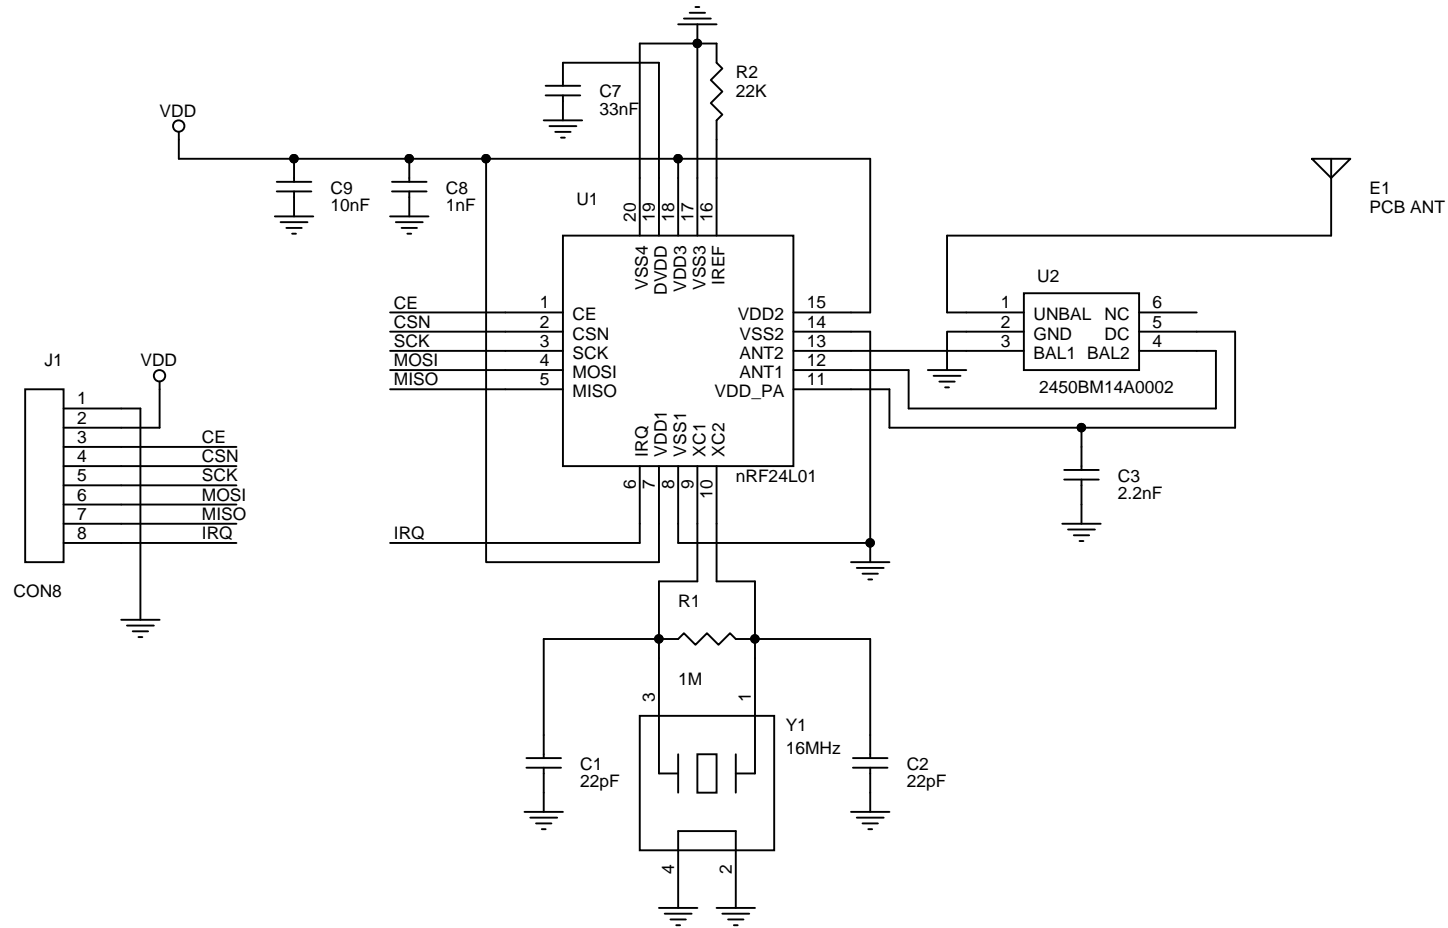 R2
22K
C7
33nF
VDD
C9
10nF
C8
1nF
U1
20
19
18
17
16
VSS4
DVDD
VDD3
VSS3
IREF
E1
PCB ANT
CE
CSN
SCK
MOSI
MISO
1
2
3
4
5
CE
CSN
SCK
MOSI
MISO
VDD2
VSS2
ANT2
ANT1
VDD_PA
15
14
13
12
11
U2
1
2
3
UNBAL
GND
BAL1
NC
DC
BAL2
6
5
4
2450BM14A0002
IRQ
VDD1
VSS1
XC1
XC2
6
7
8
9
10
nRF24L01
C3
2.2nF
J1
VDD
1
2
3
4
5
6
7
8
CE
CSN
SCK
MOSI
MISO
IRQ
CON8
IRQ
R1
1M
3
1
Y1
16MHz
C1
22pF
C2
22pF
4
2